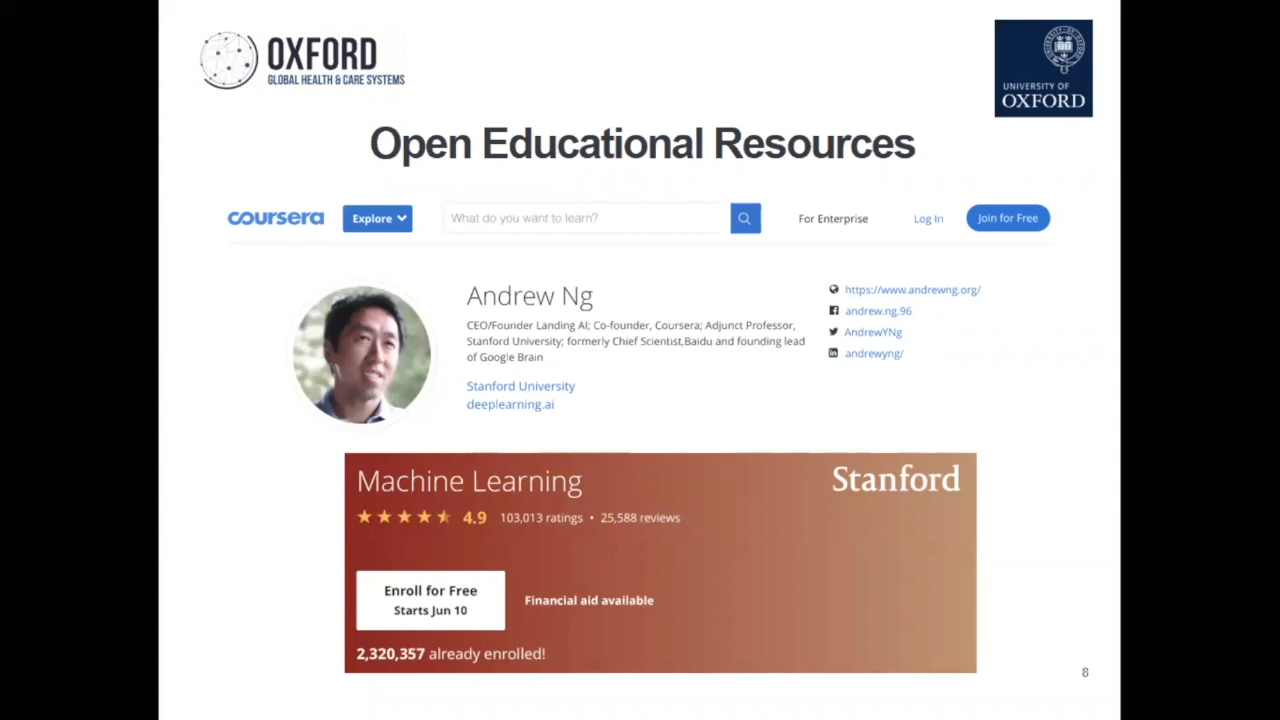 OXFORD
GLOBAL HEALTH & CARE SYSTEMS
UNIVERSITY OF
OXFORD
Open Educational Resources
coursera
Explore
What do you want to learn?
For Enterprise
Log In
Join for Free
Andrew Ng
CEO/Founder Landing AI; Co-founder, Coursera; Adjunct Professor,
Stanford University; formerly Chief Scientist,Baidu and founding lead
of Google Brain
Stanford University
deeplearning.ai
https://www.andrewng.org/
andrew.ng.96
AndrewYNg
andrewyng/
Machine Learning
Stanford
4.9 103,013 ratings • 25,588 reviews
Enroll for Free
Starts Jun 10
Financial aid available
2,320,357 already enrolled!
8